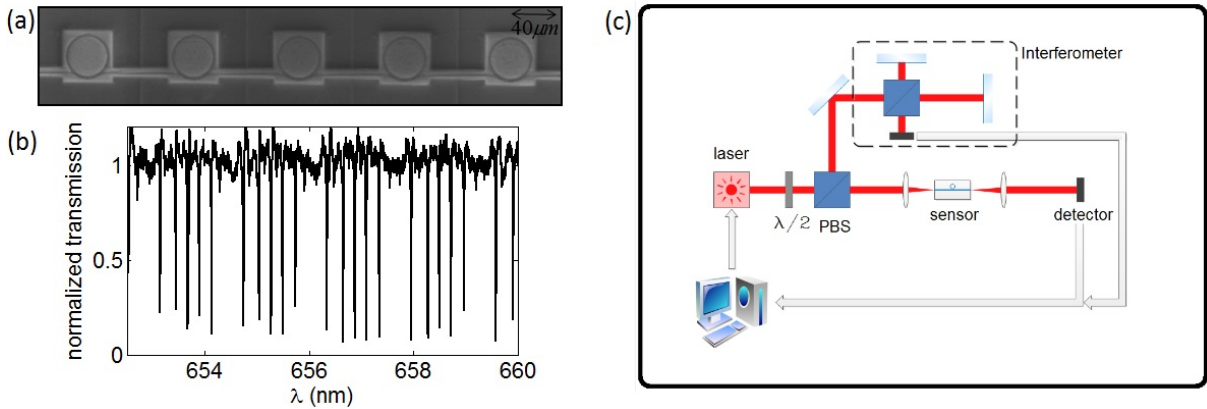 (a)
40μm
(b)
normalized transmission
1
0.5
0
654
656
658
660
λ (nm)
(c)
Interferometer
laser
λ/2
PBS
sensor
detector